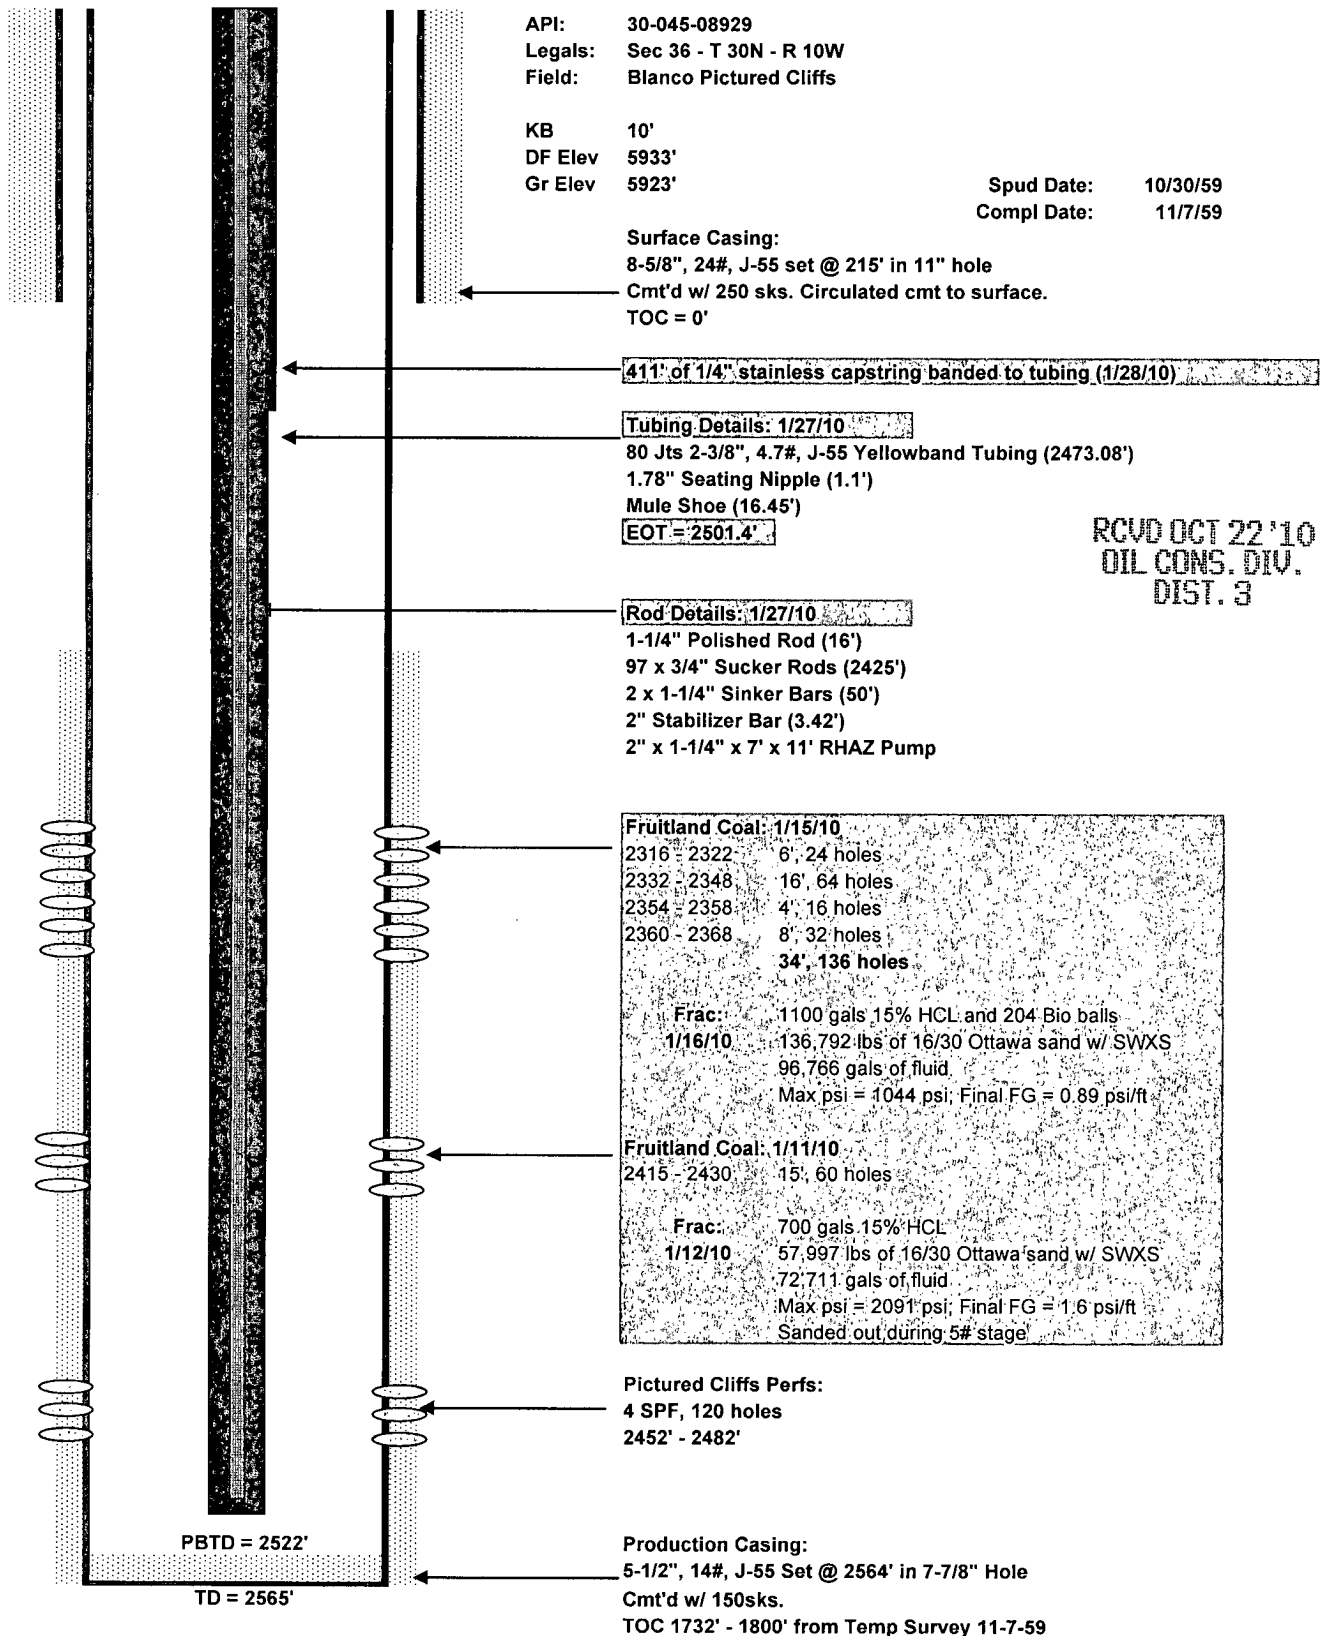 API: 30-045-08929
Legals: Sec 36 - T 30N - R 10W
Field: Blanco Pictured Cliffs
KB 10'
DF Elev 5933'
Gr Elev 5923'
Spud Date: 10/30/59
Compl Date: 11/7/59
Surface Casing:
8-5/8", 24#, J-55 set @ 215' in 11" hole
Cmt'd w/ 250 sks. Circulated cmt to surface.
TOC = 0'
411' of 1/4" stainless capstring banded to tubing (1/28/10)
Tubing Details: 1/27/10
80 Jts 2-3/8", 4.7#, J-55 Yellowband Tubing (2473.08')
1.78" Seating Nipple (1.1')
Mule Shoe (16.45')
EOT = 2501.4'
RCVD OCT 22 '10
OIL CONS. DIV.
DIST. 3
Rod Details: 1/27/10
1-1/4" Polished Rod (16')
97 x 3/4" Sucker Rods (2425')
2 x 1-1/4" Sinker Bars (50')
2" Stabilizer Bar (3.42')
2" x 1-1/4" x 7' x 11' RHAZ Pump
Fruitland Coal: 1/15/10
2316 - 2322 6', 24 holes
2332 - 2348 16', 64 holes
2354 - 2358 4', 16 holes
2360 - 2368 8', 32 holes
34', 136 holes
Frac: 1100 gals 15% HCL and 204 Bio balls
1/16/10 136,792 lbs of 16/30 Ottawa sand w/ SWXS
96,766 gals of fluid
Max psi = 1044 psi; Final FG = 0.89 psi/ft
Fruitland Coal: 1/11/10
2415 - 2430 15', 60 holes
Frac: 700 gals 15% HCL
1/12/10 57,997 lbs of 16/30 Ottawa sand w/ SWXS
72,711 gals of fluid
Max psi = 2091 psi; Final FG = 1.6 psi/ft
Sanded out during 5# stage
Pictured Cliffs Perfs:
4 SPF, 120 holes
2452' - 2482'
PBTD = 2522'
TD = 2565'
Production Casing:
5-1/2", 14#, J-55 Set @ 2564' in 7-7/8" Hole
Cmt'd w/ 150sks.
TOC 1732' - 1800' from Temp Survey 11-7-59